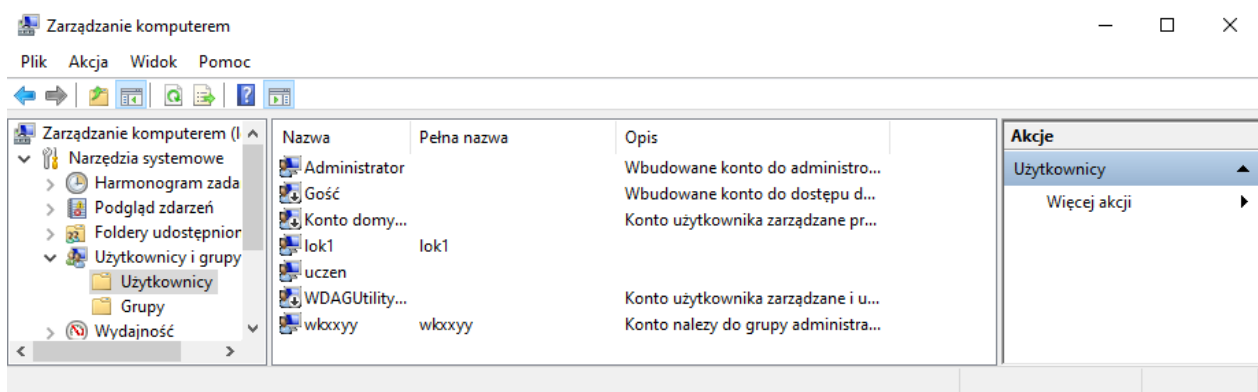 Zarządzanie komputerem
Plik Akcja Widok Pomoc
Zarządzanie komputerem (l
Narzędzia systemowe
Harmonogram zada
Podgląd zdarzeń
Foldery udostępnior
Użytkownicy i grupy
Użytkownicy
Grupy
Wydajność
Nazwa Pełna nazwa Opis
Administrator Wbudowane konto do administro...
Gość Wbudowane konto do dostępu d...
Konto domy... Konto użytkownika zarządzane pr...
lok1 lok1
uczen
WDAGUtility... Konto użytkownika zarządzane i u...
wkxxyy wkxxyy Konto nalezy do grupy administra...
Akcje
Użytkownicy
Więcej akcji